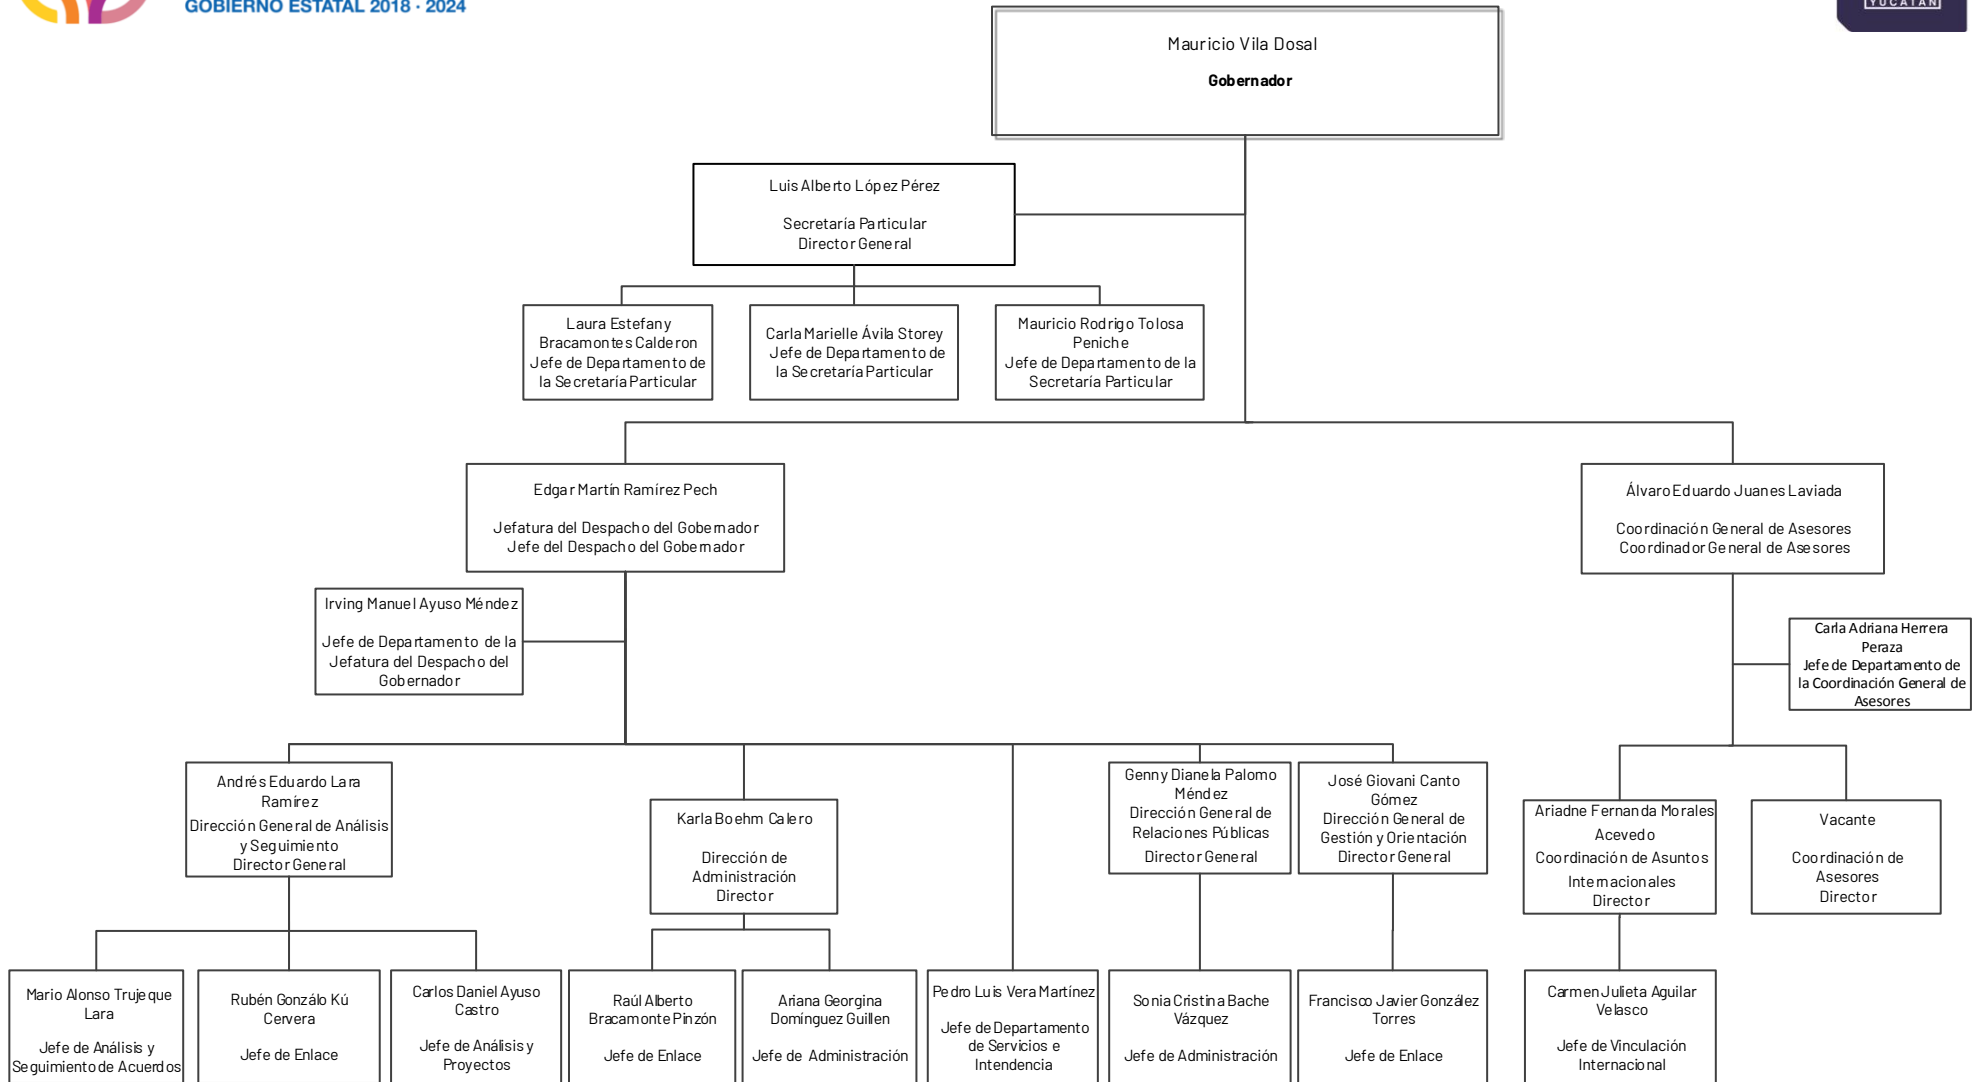 GOBIERNO ESTATAL 2018 · 2024
YUCATÁN
Mauricio Vila Dosal
Gobernador
Luis Alberto López Pérez
Secretaría Particular
Director General
Laura Estefany
Bracamontes Calderon
Jefe de Departamento de
la Secretaría Particular
Carla Marielle Ávila Storey
Jefe de Departamento de
la Secretaría Particular
Mauricio Rodrigo Tolosa
Peniche
Jefe de Departamento de la
Secretaría Particular
Edgar Martín Ramírez Pech
Jefatura del Despacho del Gobernador
Jefe del Despacho del Gobernador
Álvaro Eduardo Juanes Laviada
Coordinación General de Asesores
Coordinador General de Asesores
Irving Manuel Ayuso Méndez
Jefe de Departamento de la
Jefatura del Despacho del
Gobernador
Carla Adriana Herrera
Peraza
Jefe de Departamento de
la Coordinación General de
Asesores
Andrés Eduardo Lara
Ramírez
Dirección General de Análisis
y Seguimiento
Director General
Karla Boehm Calero
Dirección de
Administración
Director
Genny Dianela Palomo
Méndez
Dirección General de
Relaciones Públicas
Director General
José Giovani Canto
Gómez
Dirección General de
Gestión y Orientación
Director General
Ariadne Fernanda Morales
Acevedo
Coordinación de Asuntos
Internacionales
Director
Vacante
Coordinación de
Asesores
Director
Mario Alonso Trujeque
Lara
Jefe de Análisis y
Seguimiento de Acuerdos
Rubén Gonzálo Kú
Cervera
Jefe de Enlace
Carlos Daniel Ayuso
Castro
Jefe de Análisis y
Proyectos
Raúl Alberto
Bracamonte Pinzón
Jefe de Enlace
Ariana Georgina
Domínguez Guillen
Jefe de Administración
Pedro Luis Vera Martínez
Jefe de Departamento
de Servicios e
Intendencia
Sonia Cristina Bache
Vázquez
Jefe de Administración
Francisco Javier González
Torres
Jefe de Enlace
Carmen Julieta Aguilar
Velasco
Jefe de Vinculación
Internacional